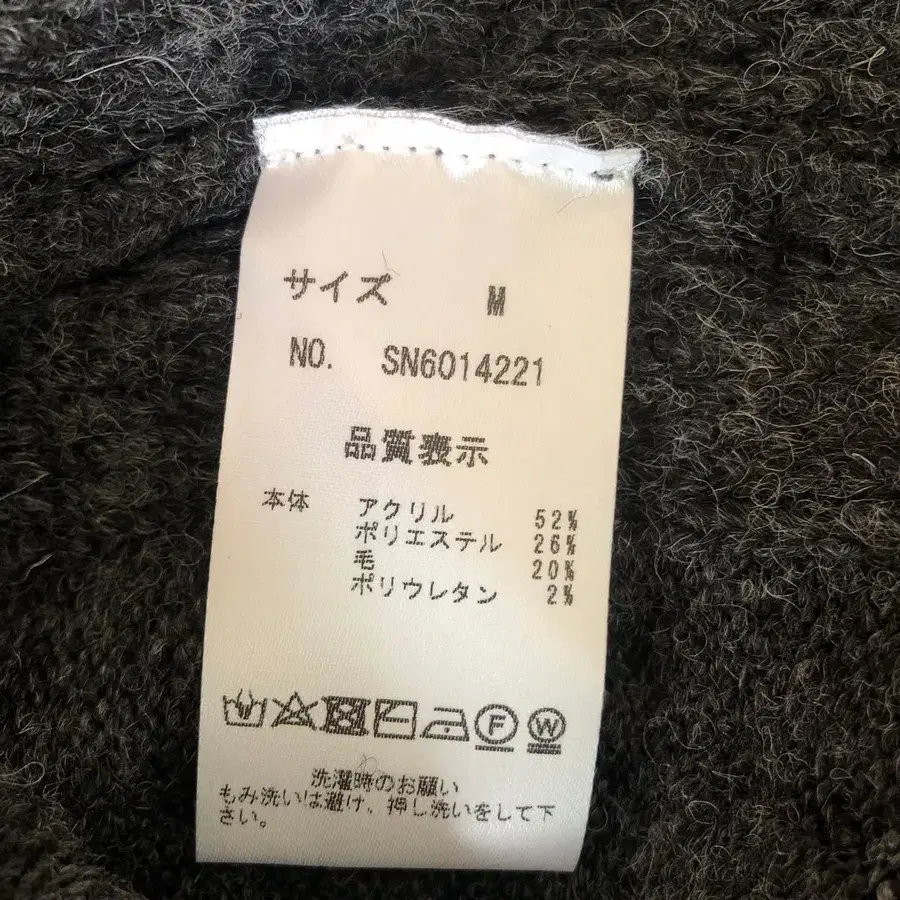 サイズ M
NO. SN6014221
品質表示
本体 アクリル 52%
ポリエステル 26%
毛 20%
ポリウレタン 2%
F W
洗濯時のお願い
もみ洗いは避け、押し洗いをして下
さい。